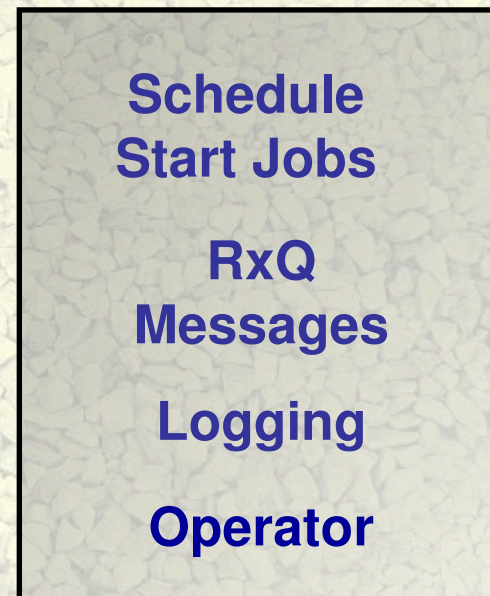 Schedule
Start Jobs
RxQ
Messages
Logging
Operator